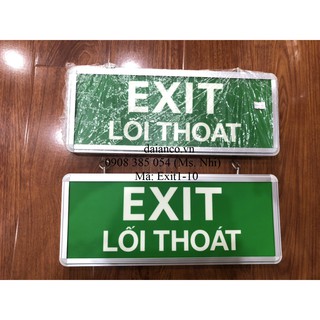 EXIT
LỐI THOÁT
daianco.vn
0908 385 054 (Ms. Nhi)
Mã: Exit1-10
EXIT
LỐI THOÁT